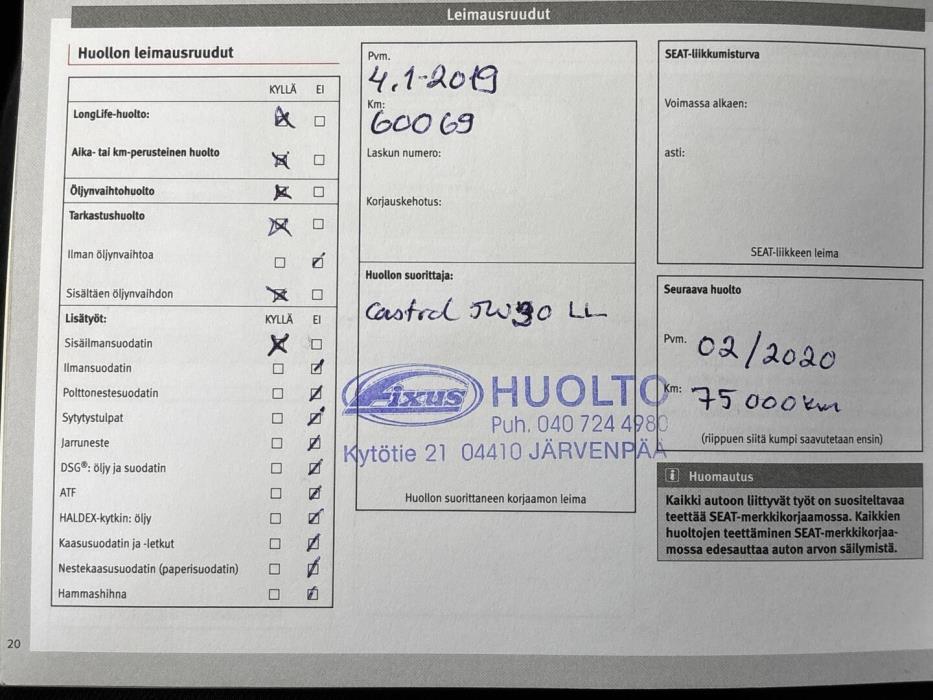 Leimausruudut
Huollon leimausruudut
KYLLÄ EI
LongLife-huolto:
Aika- tai km-perusteinen huolto
Öljynvaihtohuolto
Tarkastushuolto
Ilman öljynvaihtoa
Sisältäen öljynvaihdon
Lisätyöt: KYLLÄ EI
Sisäilmansuodatin
Ilmansuodatin
Polttonestesuodatin
Sytytystulpat
Jarruneste
DSG®: öljy ja suodatin
ATF
HALDEX-kytkin: öljy
Kaasusuodatin ja -letkut
Nestekaasusuodatin (paperisuodatin)
Hammashihna
20
Pvm.
4.1-2019
Km:
60069
Laskun numero:
Korjauskehotus:
Huollon suorittaja:
Castrol 5W30 LL
Fixus HUOLTO
Puh. 040 724 4980
Kytötie 21 04410 JÄRVENPÄÄ
Huollon suorittaneen korjaamon leima
SEAT-liikkumisturva
Voimassa alkaen:
asti:
SEAT-liikkeen leima
Seuraava huolto
Pvm. 02/2020
Km: 75 000 km
(riippuen siitä kumpi saavutetaan ensin)
i Huomautus
Kaikki autoon liittyvät työt on suositeltavaa
teettää SEAT-merkkikorjaamossa. Kaikkien
huoltojen teettäminen SEAT-merkkikorjaa-
mossa edesauttaa auton arvon säilymistä.